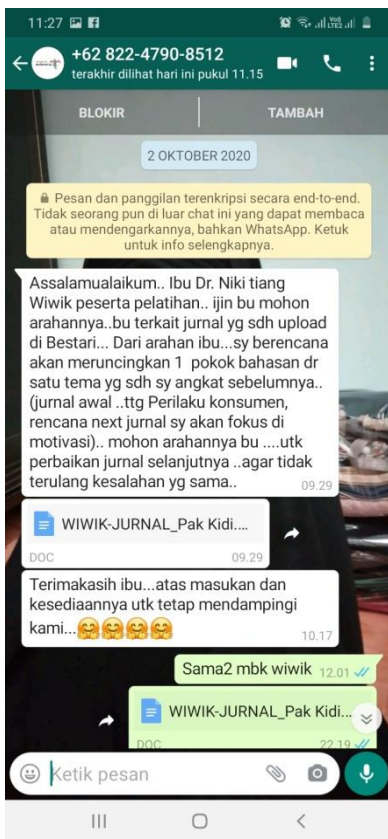 11:27
+62 822-4790-8512
terakhir dilihat hari ini pukul 11.15
BLOKIR
TAMBAH
2 OKTOBER 2020
Pesan dan panggilan terenkripsi secara end-to-end.
Tidak seorang pun di luar chat ini yang dapat membaca
atau mendengarkannya, bahkan WhatsApp. Ketuk
untuk info selengkapnya.
Assalamualaikum.. Ibu Dr. Niki tiang
Wiwik peserta pelatihan.. ijin bu mohon
arahannya..bu terkait jurnal yg sdh upload
di Bestari... Dari arahan ibu...sy berencana
akan meruncingkan 1 pokok bahasan dr
satu tema yg sdh sy angkat sebelumnya..
(jurnal awal ..ttg Perilaku konsumen,
rencana next jurnal sy akan fokus di
motivasi).. mohon arahannya bu ....utk
perbaikan jurnal selanjutnya ..agar tidak
terulang kesalahan yg sama..
09.29
WIWIK-JURNAL_Pak Kidi....
DOC
09.29
Terimakasih ibu...atas masukan dan
kesediaannya utk tetap mendampingi
kami...🤗🤗🤗🤗
10.17
Sama2 mbk wiwik
12.01
WIWIK-JURNAL_Pak Kidi...
DOC
22.19
Ketik pesan